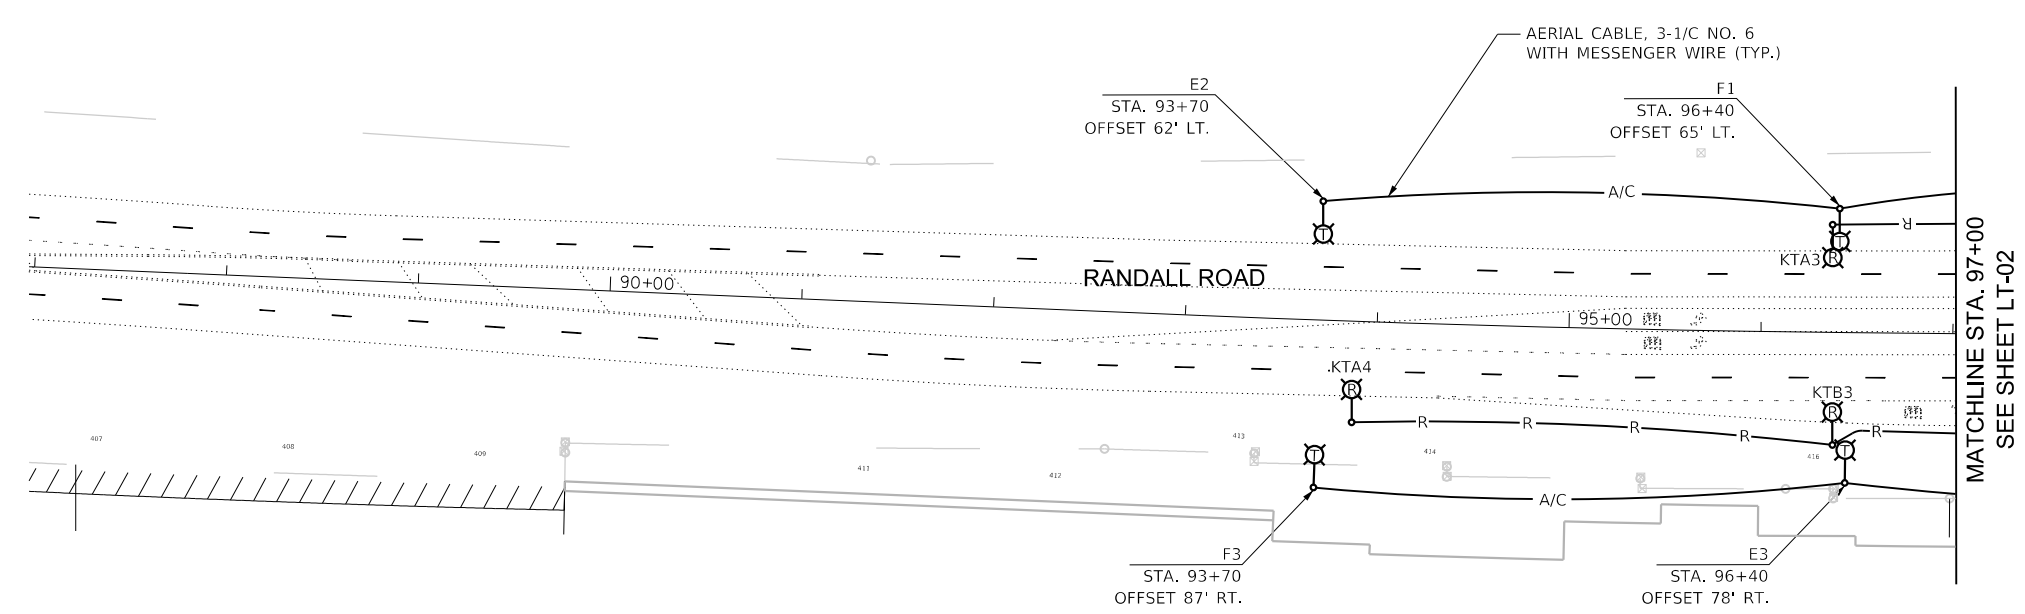 AERIAL CABLE, 3-1/C NO. 6
WITH MESSENGER WIRE (TYP.)
E2
STA. 93+70
OFFSET 62' LT.
F1
STA. 96+40
OFFSET 65' LT.
A/C
R
T
T
KTA3
R
RANDALL ROAD
90+00
95+00
MATCHLINE STA. 97+00
SEE SHEET LT-02
.KTA4
R
KTB3
R
R
R
R
R
R
T
T
407
408
409
411
412
413
414
416
A/C
F3
STA. 93+70
OFFSET 87' RT.
E3
STA. 96+40
OFFSET 78' RT.